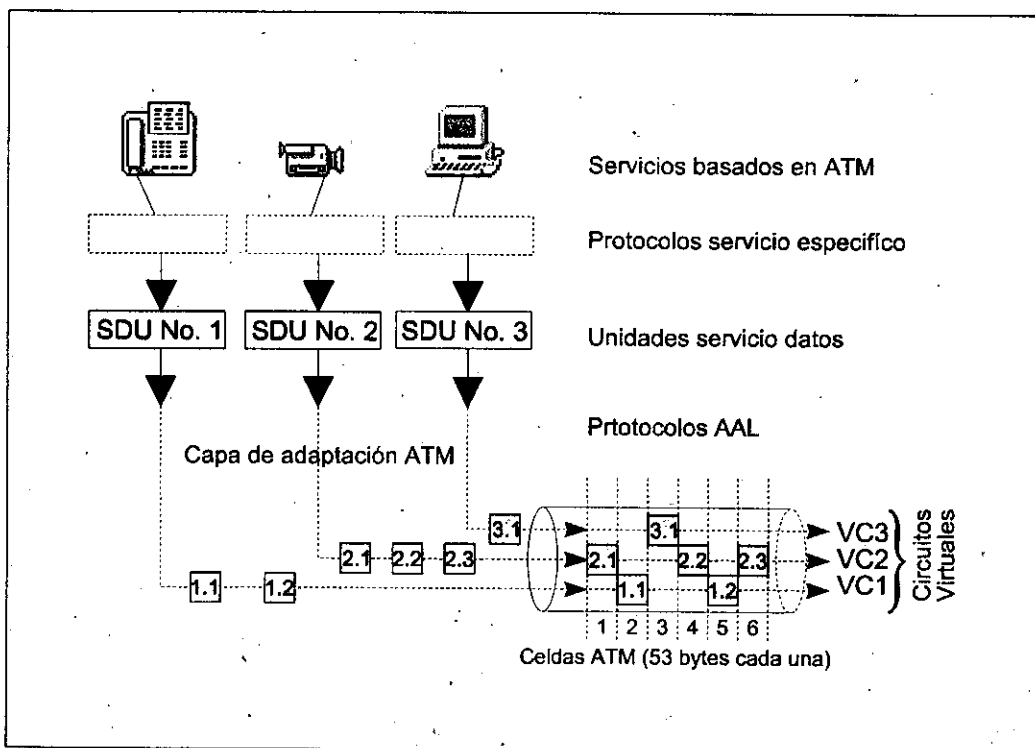 Servicios basados en ATM
Protocolos servicio especifico
SDU No. 1
SDU No. 2
SDU No. 3
Unidades servicio datos
Prtotocolos AAL
Capa de adaptación ATM
3.1
3.1
VC3
2.1
2.2
2.3
2.1
2.2
2.3
VC2
1.1
1.2
1.1
1.2
VC1
Circuitos
Virtuales
1 2 3 4 5 6
Celdas ATM (53 bytes cada una)